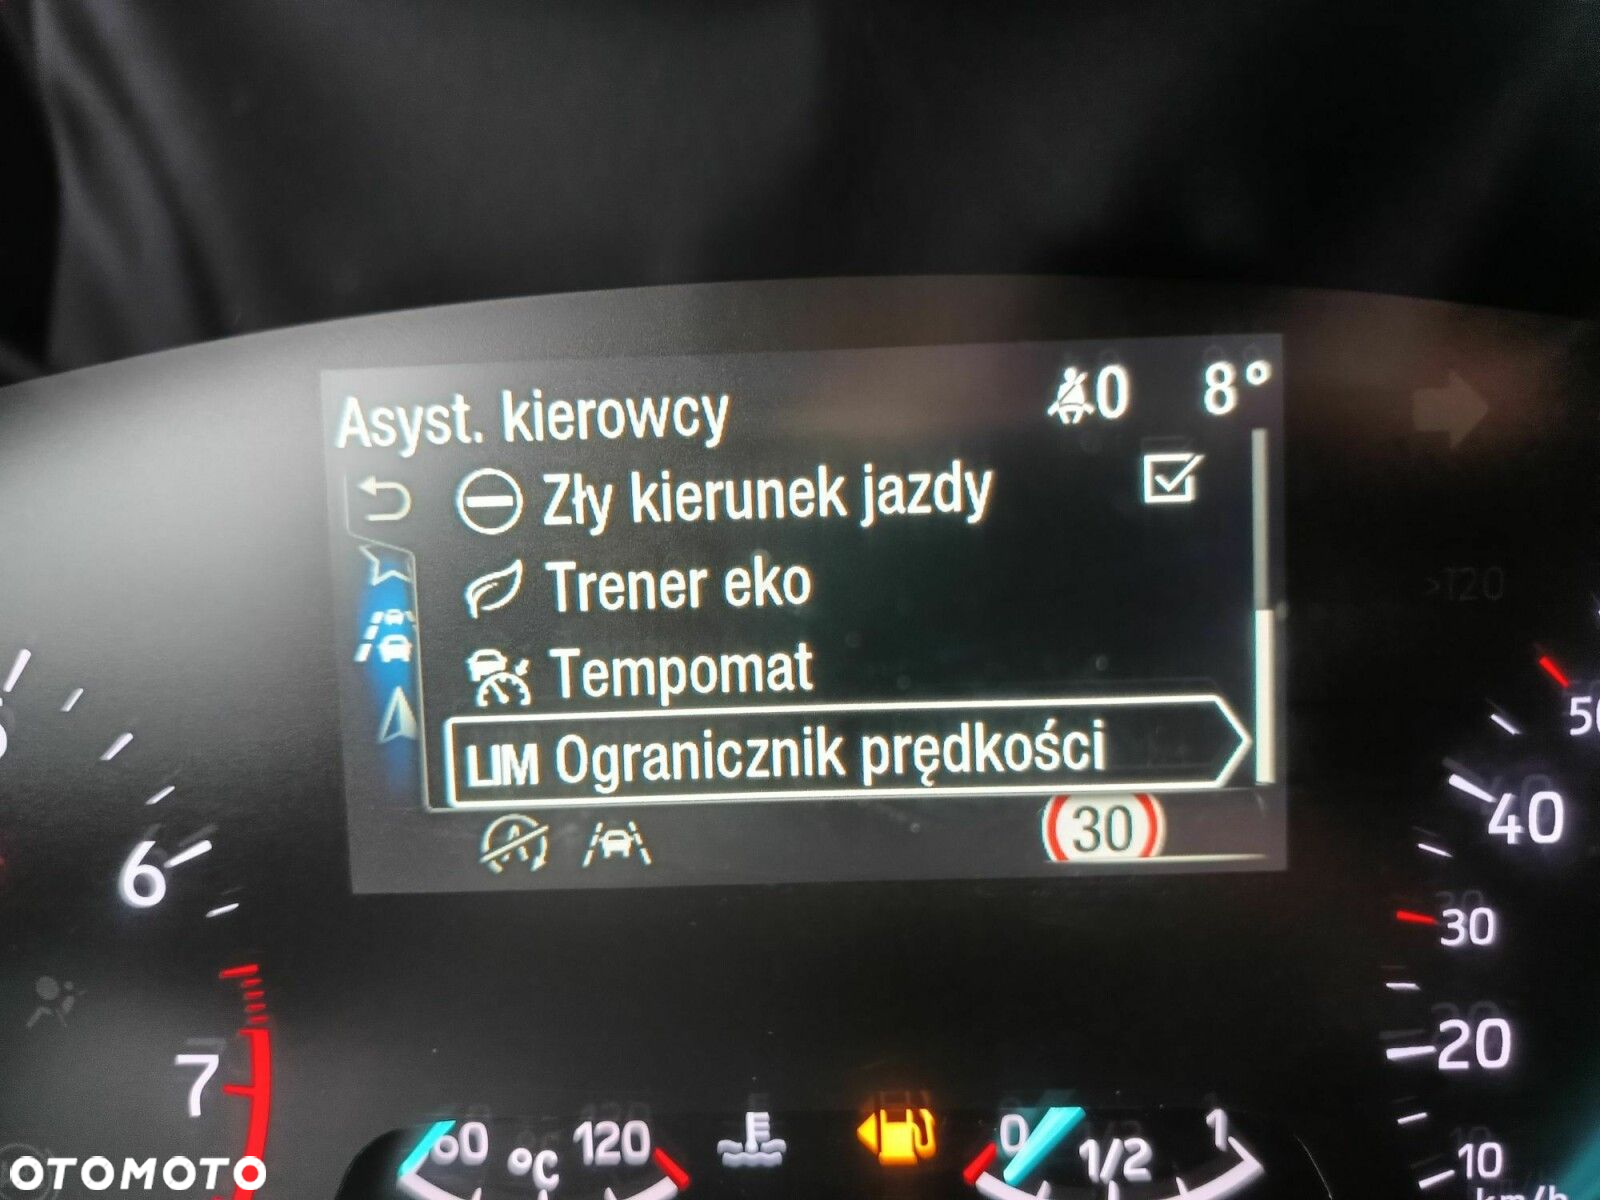 Asyst. kierowcy
0
8°
Zły kierunek jazdy
Trener eko
Tempomat
LIM Ogranicznik prędkości
A
30
6
7
50
40
30
20
10
km/h
60
°C
120
0
1/2
1
OTOMOTO